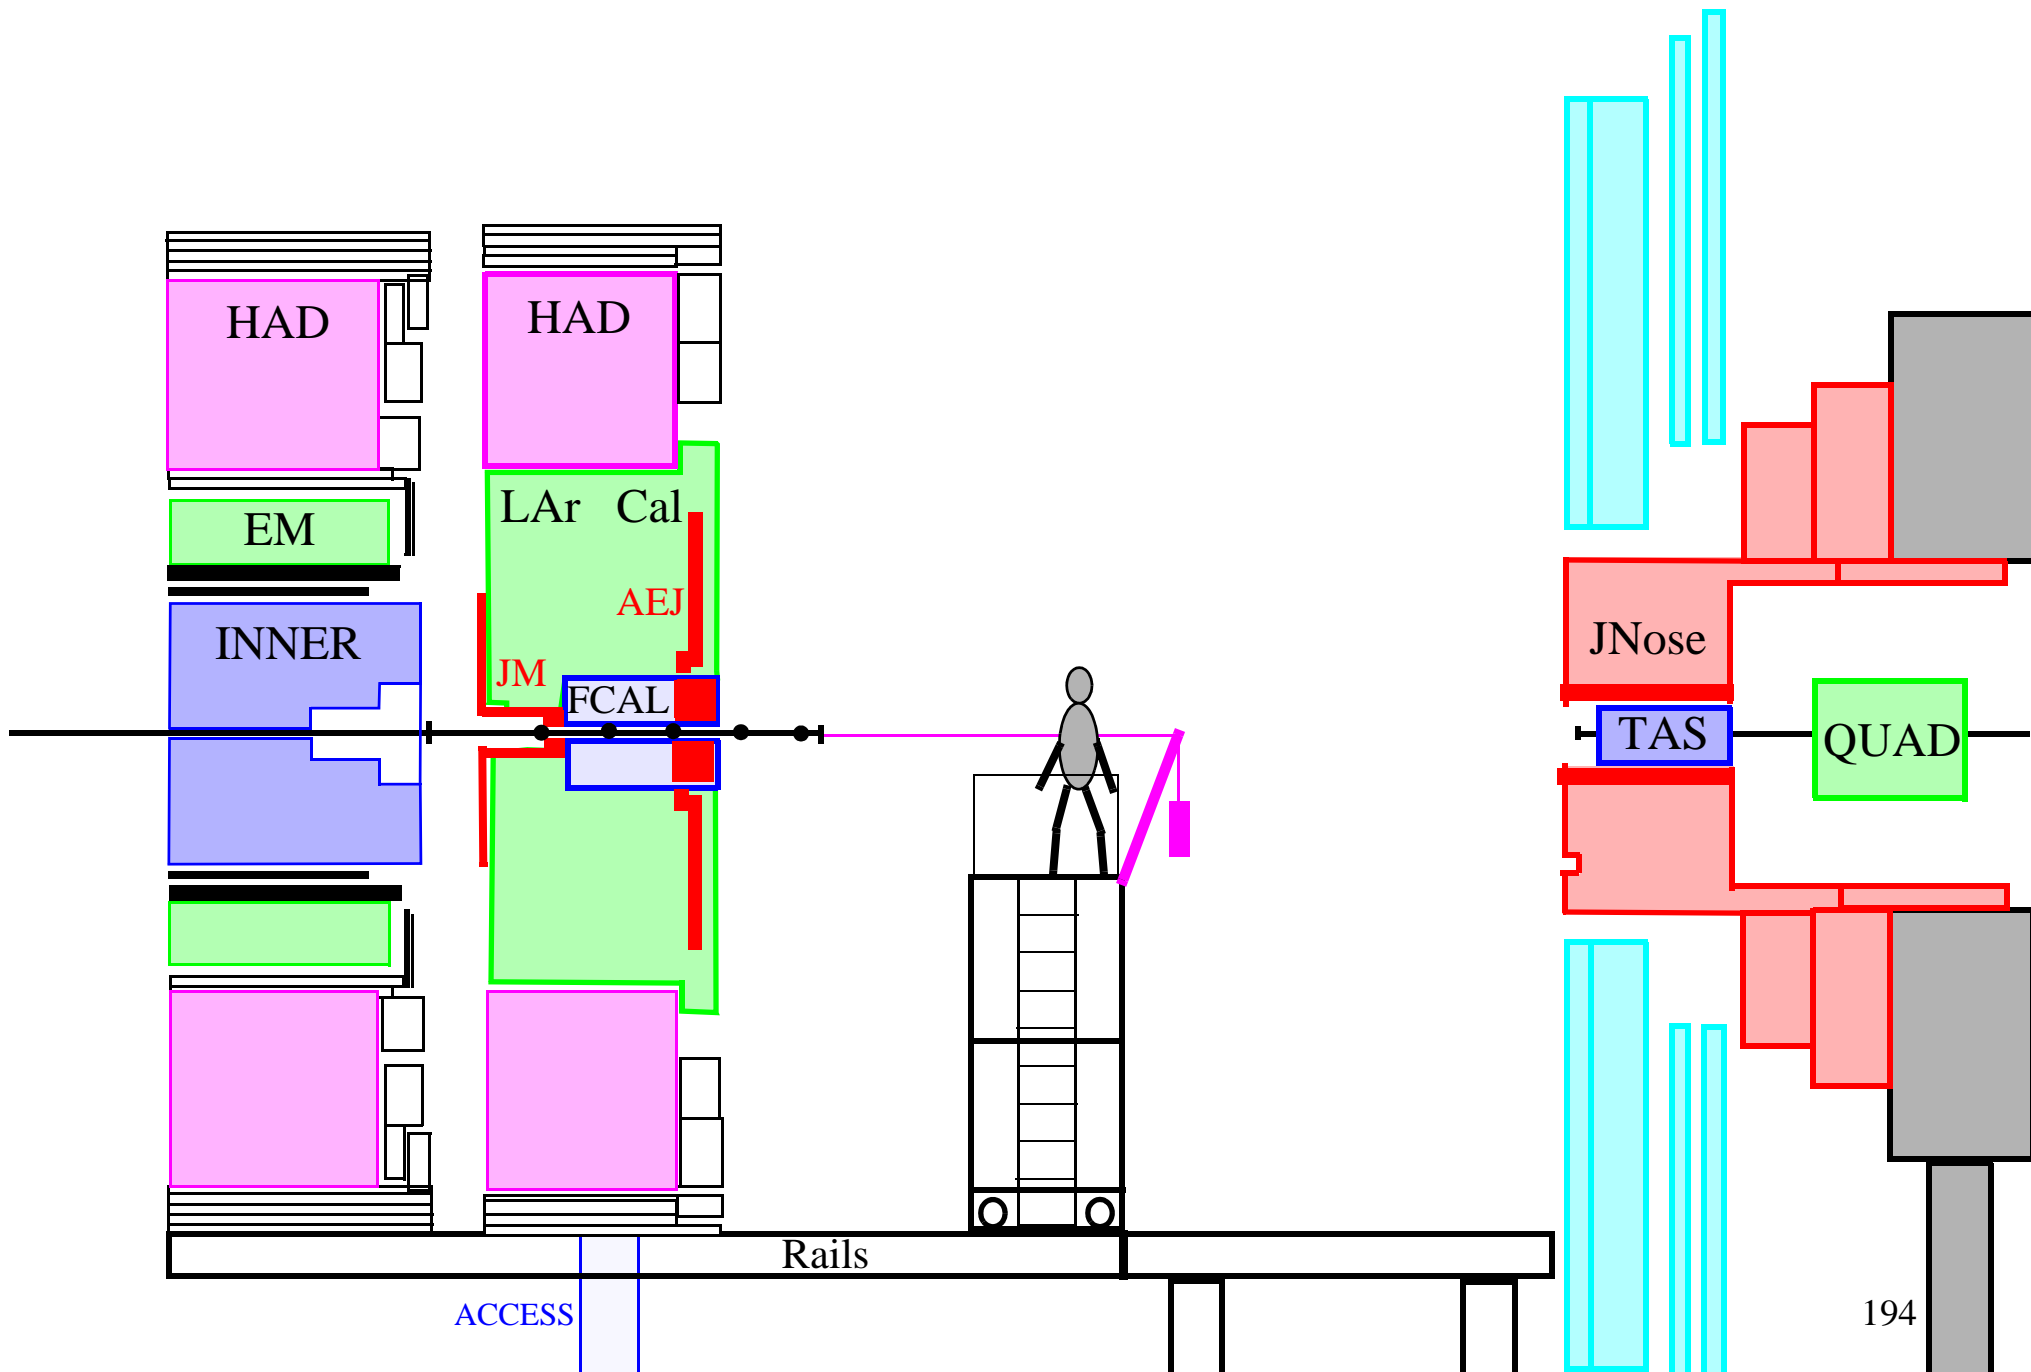 HAD
HAD
LAr Cal
EM
AEJ
INNER
JM
FCAL
JNose
TAS
QUAD
Rails
ACCESS
194